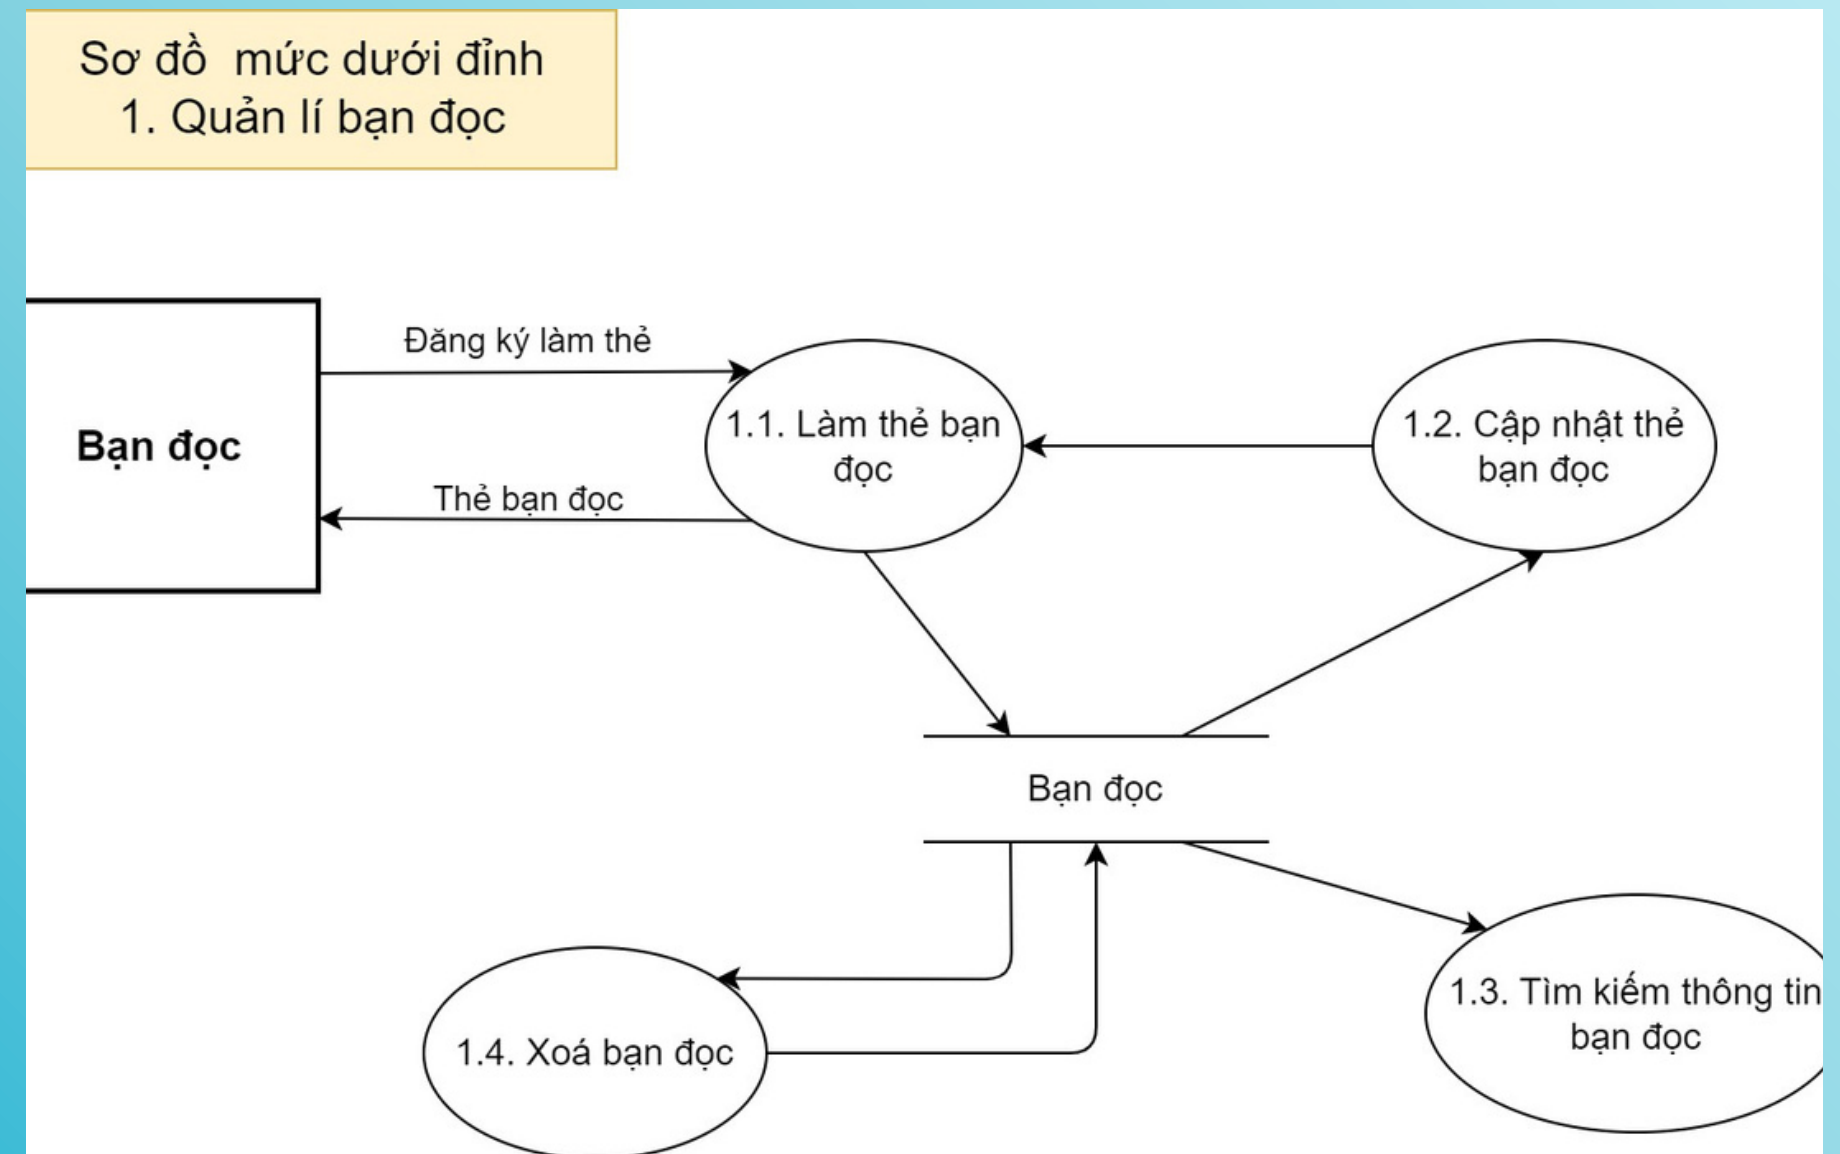 Sơ đồ mức dưới đỉnh
1. Quản lí bạn đọc
Đăng ký làm thẻ
Bạn đọc
Thẻ bạn đọc
1.1. Làm thẻ bạn
đọc
1.2. Cập nhật thẻ
bạn đọc
Bạn đọc
1.3. Tìm kiếm thông tin
bạn đọc
1.4. Xoá bạn đọc